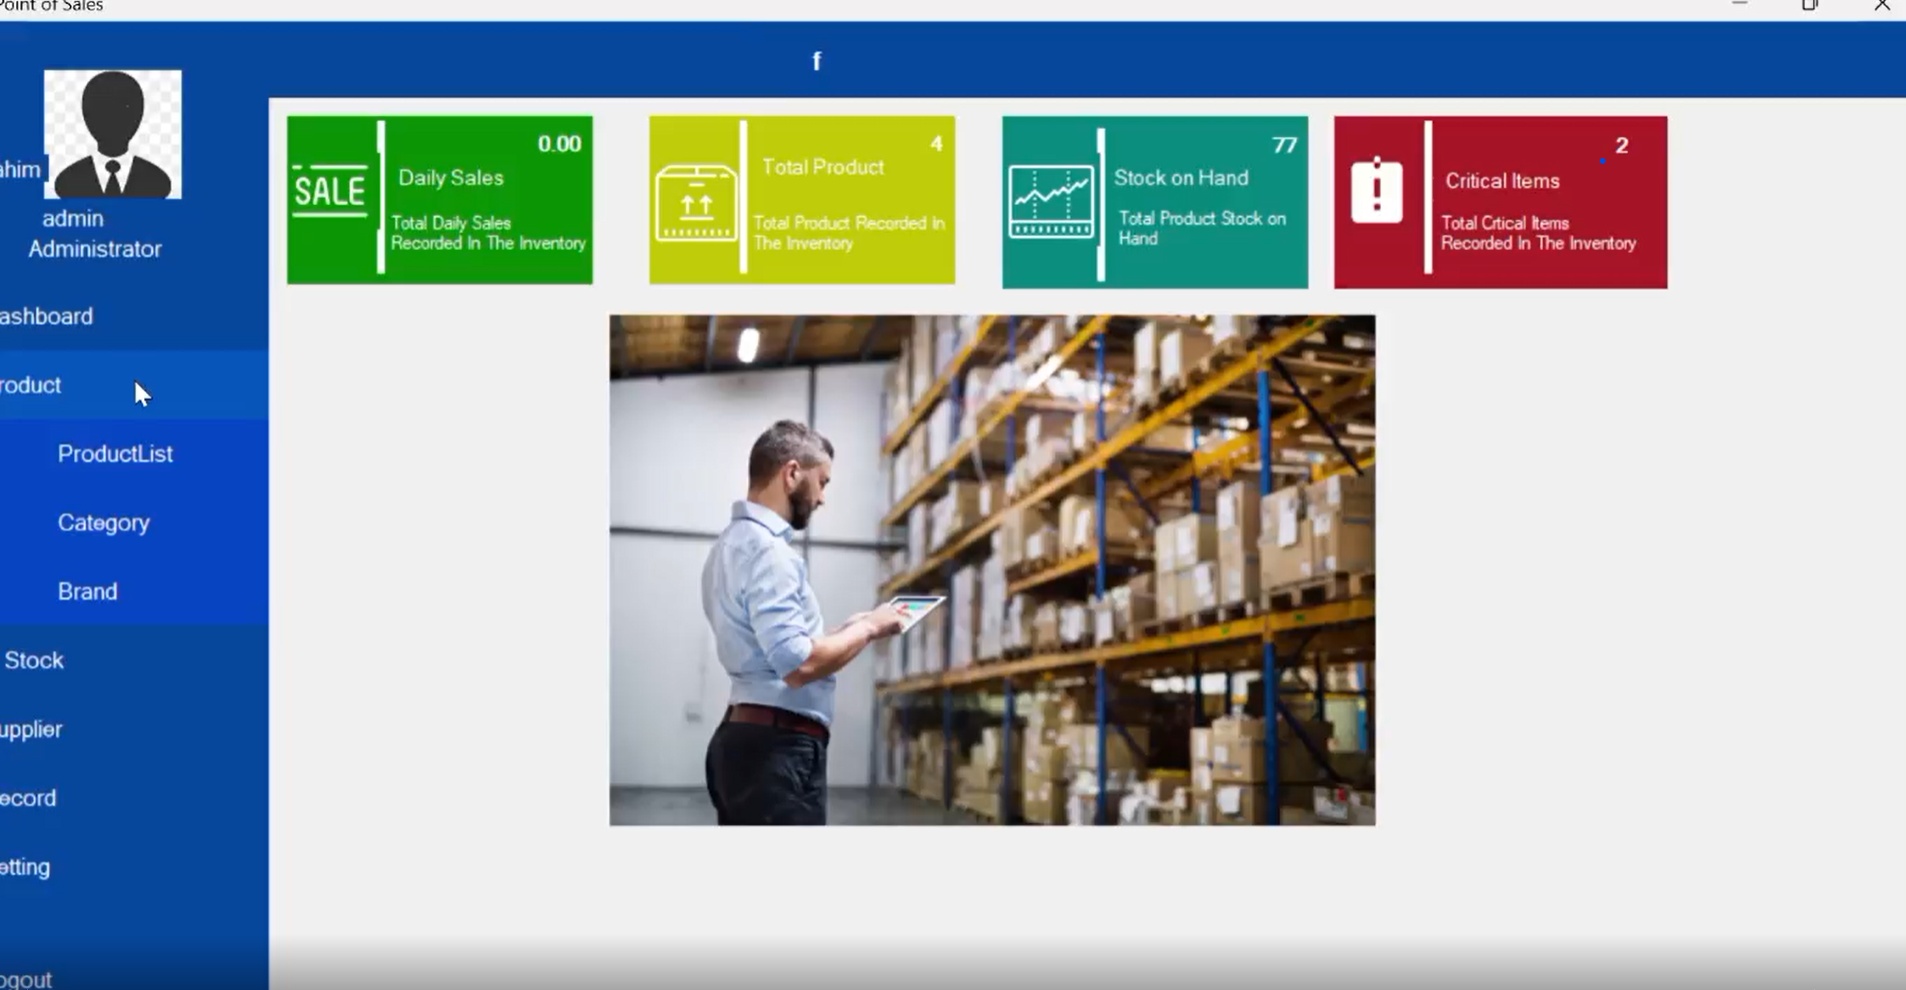 Point of Sales
f
ahim
admin
Administrator
ashboard
roduct
ProductList
Category
Brand
Stock
upplier
ecord
etting
ogout
SALE
0.00
Daily Sales
Total Daily Sales
Recorded In The Inventory
4
Total Product
Total Product Recorded In
The Inventory
77
Stock on Hand
Total Product Stock on
Hand
2
Critical Items
Total Crtical Items
Recorded In The Inventory